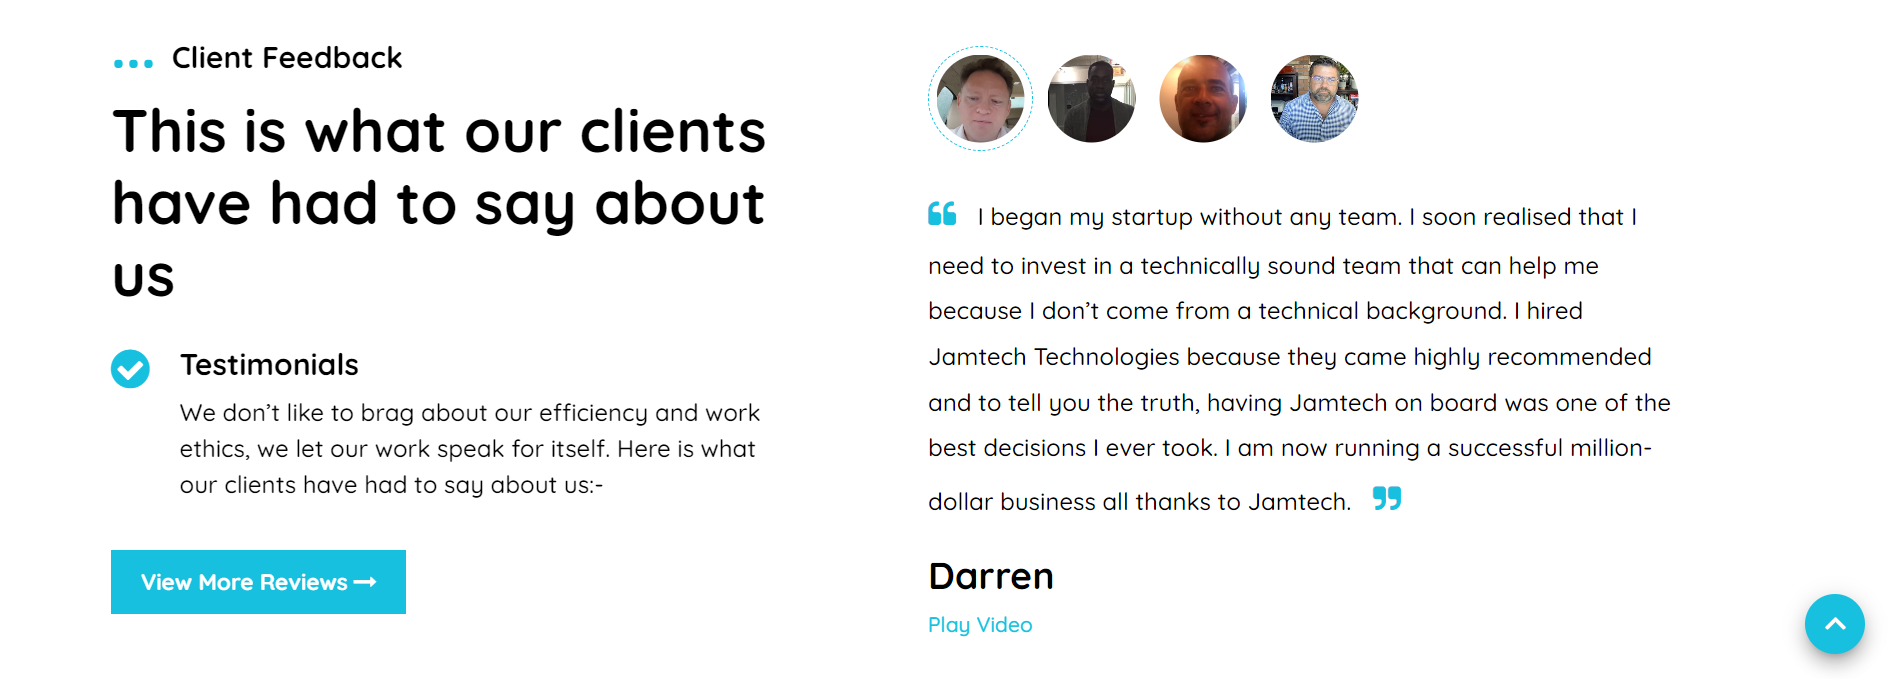 Client Feedback
This is what our clients
have had to say about
us
Testimonials
We don’t like to brag about our efficiency and work
ethics, we let our work speak for itself. Here is what
our clients have had to say about us:-
View More Reviews
I began my startup without any team. I soon realised that I
need to invest in a technically sound team that can help me
because I don’t come from a technical background. I hired
Jamtech Technologies because they came highly recommended
and to tell you the truth, having Jamtech on board was one of the
best decisions I ever took. I am now running a successful million-
dollar business all thanks to Jamtech.
Darren
Play Video